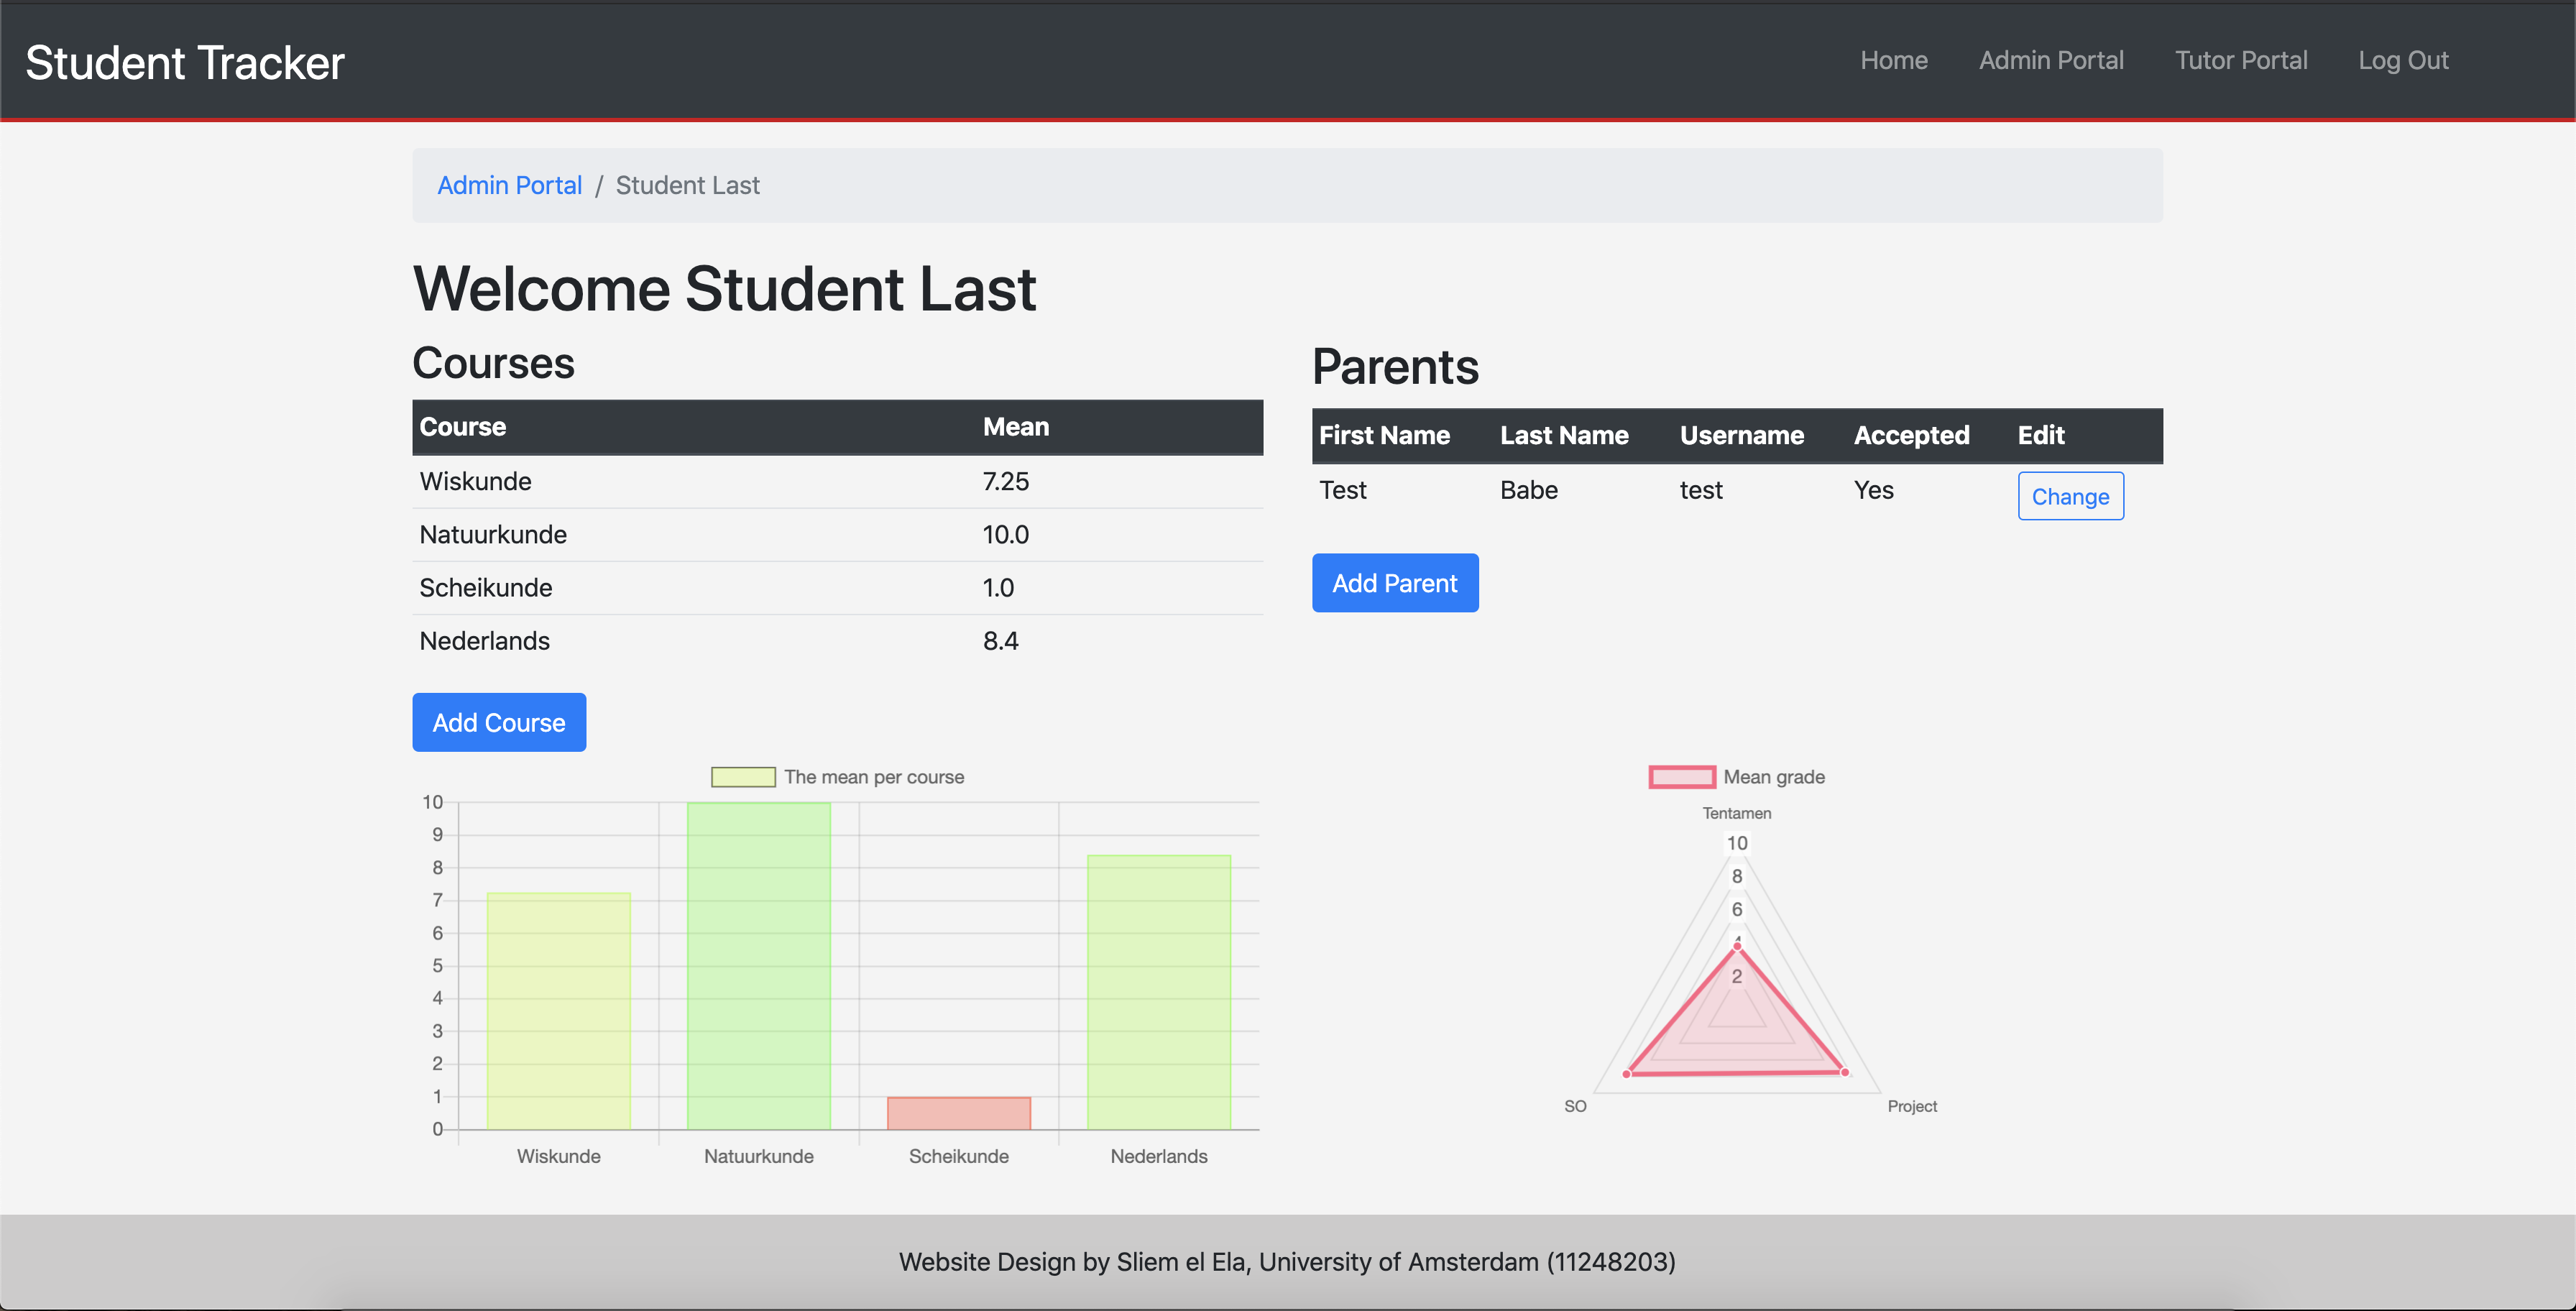 Student Tracker
Home Admin Portal Tutor Portal Log Out
Admin Portal / Student Last
Welcome Student Last
Courses
Course Mean
Wiskunde 7.25
Natuurkunde 10.0
Scheikunde 1.0
Nederlands 8.4
Add Course
Parents
First Name Last Name Username Accepted Edit
Test Babe test Yes Change
Add Parent
The mean per course
10
9
8
7
6
5
4
3
2
1
0
Wiskunde Natuurkunde Scheikunde Nederlands
Mean grade
Tentamen
10
8
6
4
2
SO Project
Website Design by Sliem el Ela, University of Amsterdam (11248203)